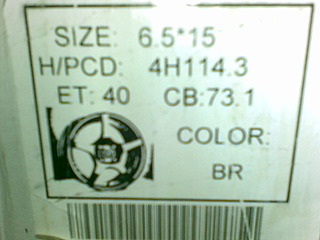 SIZE: 6.5*15
H/PCD: 4H114.3
ET: 40 CB:73.1
COLOR:
BR